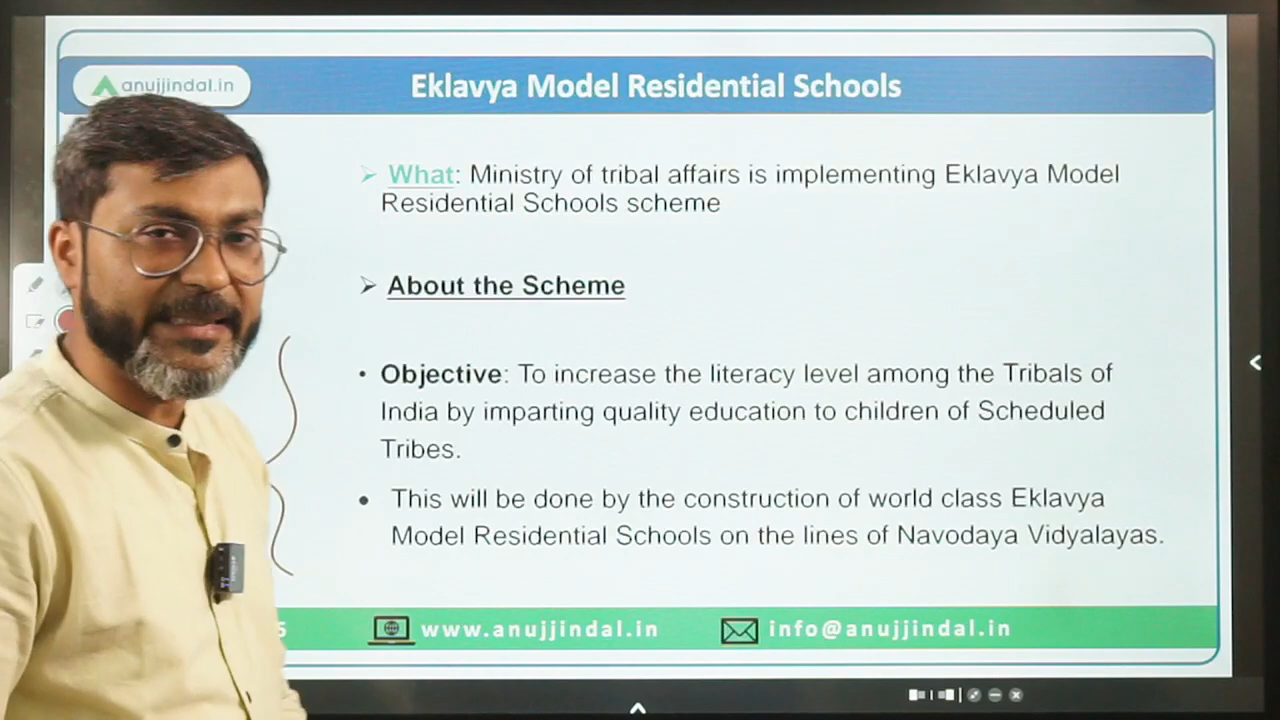 anujjindal.in
Eklavya Model Residential Schools
What: Ministry of tribal affairs is implementing Eklavya Model
Residential Schools scheme
About the Scheme
Objective: To increase the literacy level among the Tribals of
India by imparting quality education to children of Scheduled
Tribes.
This will be done by the construction of world class Eklavya
Model Residential Schools on the lines of Navodaya Vidyalayas.
5
www.anujjindal.in
info@anujjindal.in